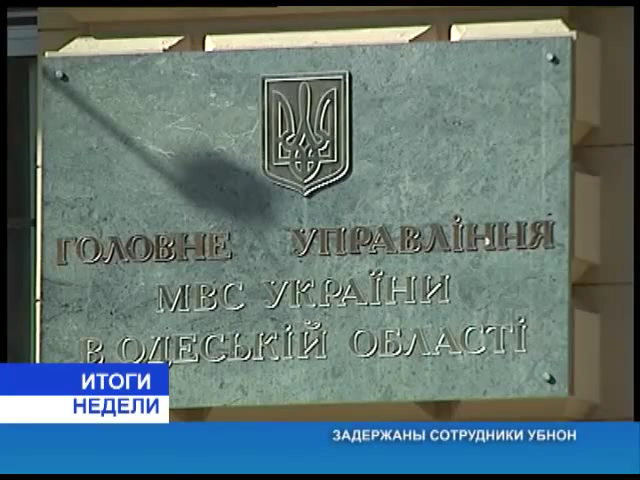 ГОЛОВНЕ УПРАВЛІННЯ
МВС УКРАЇНИ
В ОДЕСЬКІЙ ОБЛАСТІ
ИТОГИ
НЕДЕЛИ
ЗАДЕРЖАНЫ СОТРУДНИКИ УБНОН